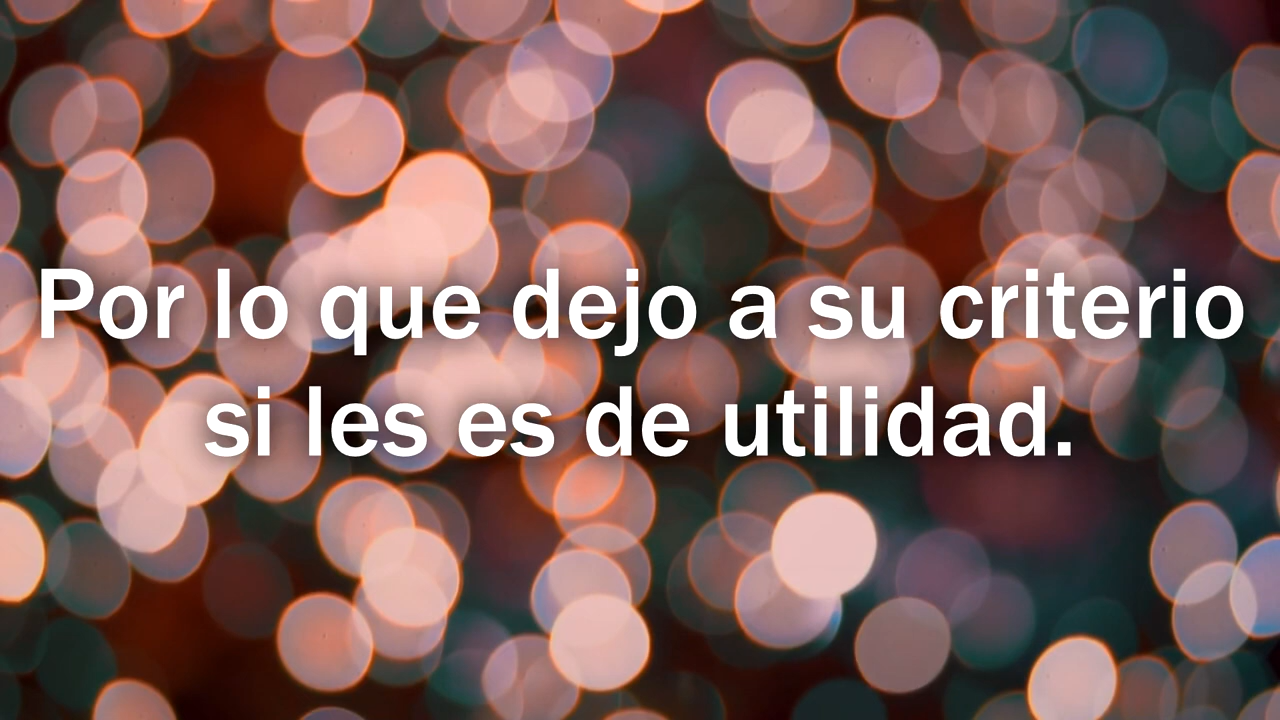 Por lo que dejo a su criterio
si les es de utilidad.